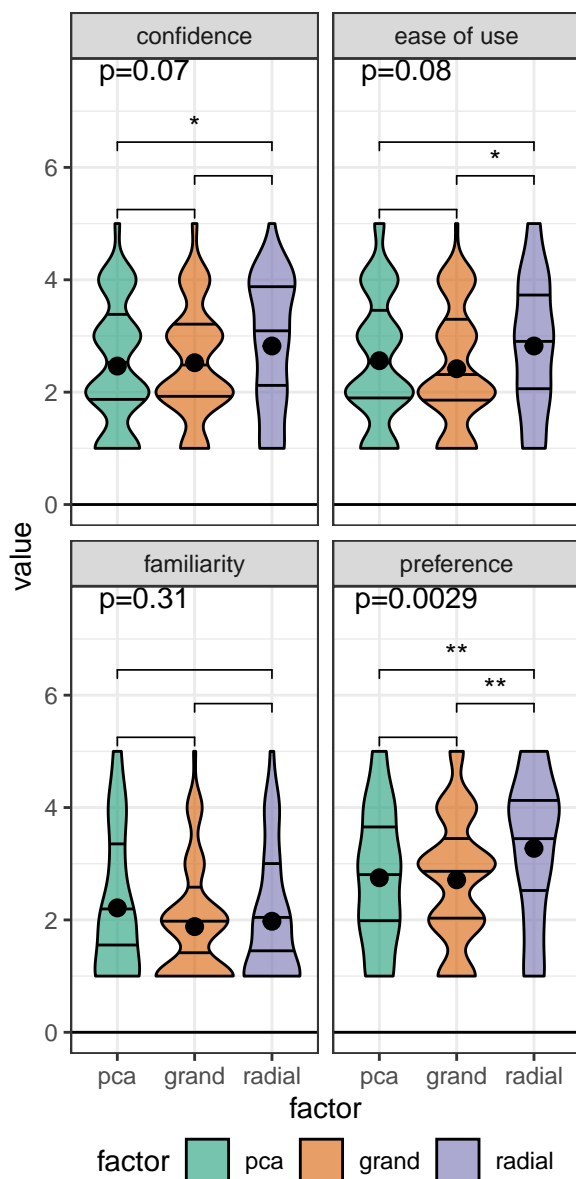 confidence
ease of use
p=0.07
p=0.08
*
*
6
4
2
0
familiarity
preference
p=0.31
p=0.0029
**
**
6
4
2
0
value
pca grand radial
pca grand radial
factor
factor pca grand radial